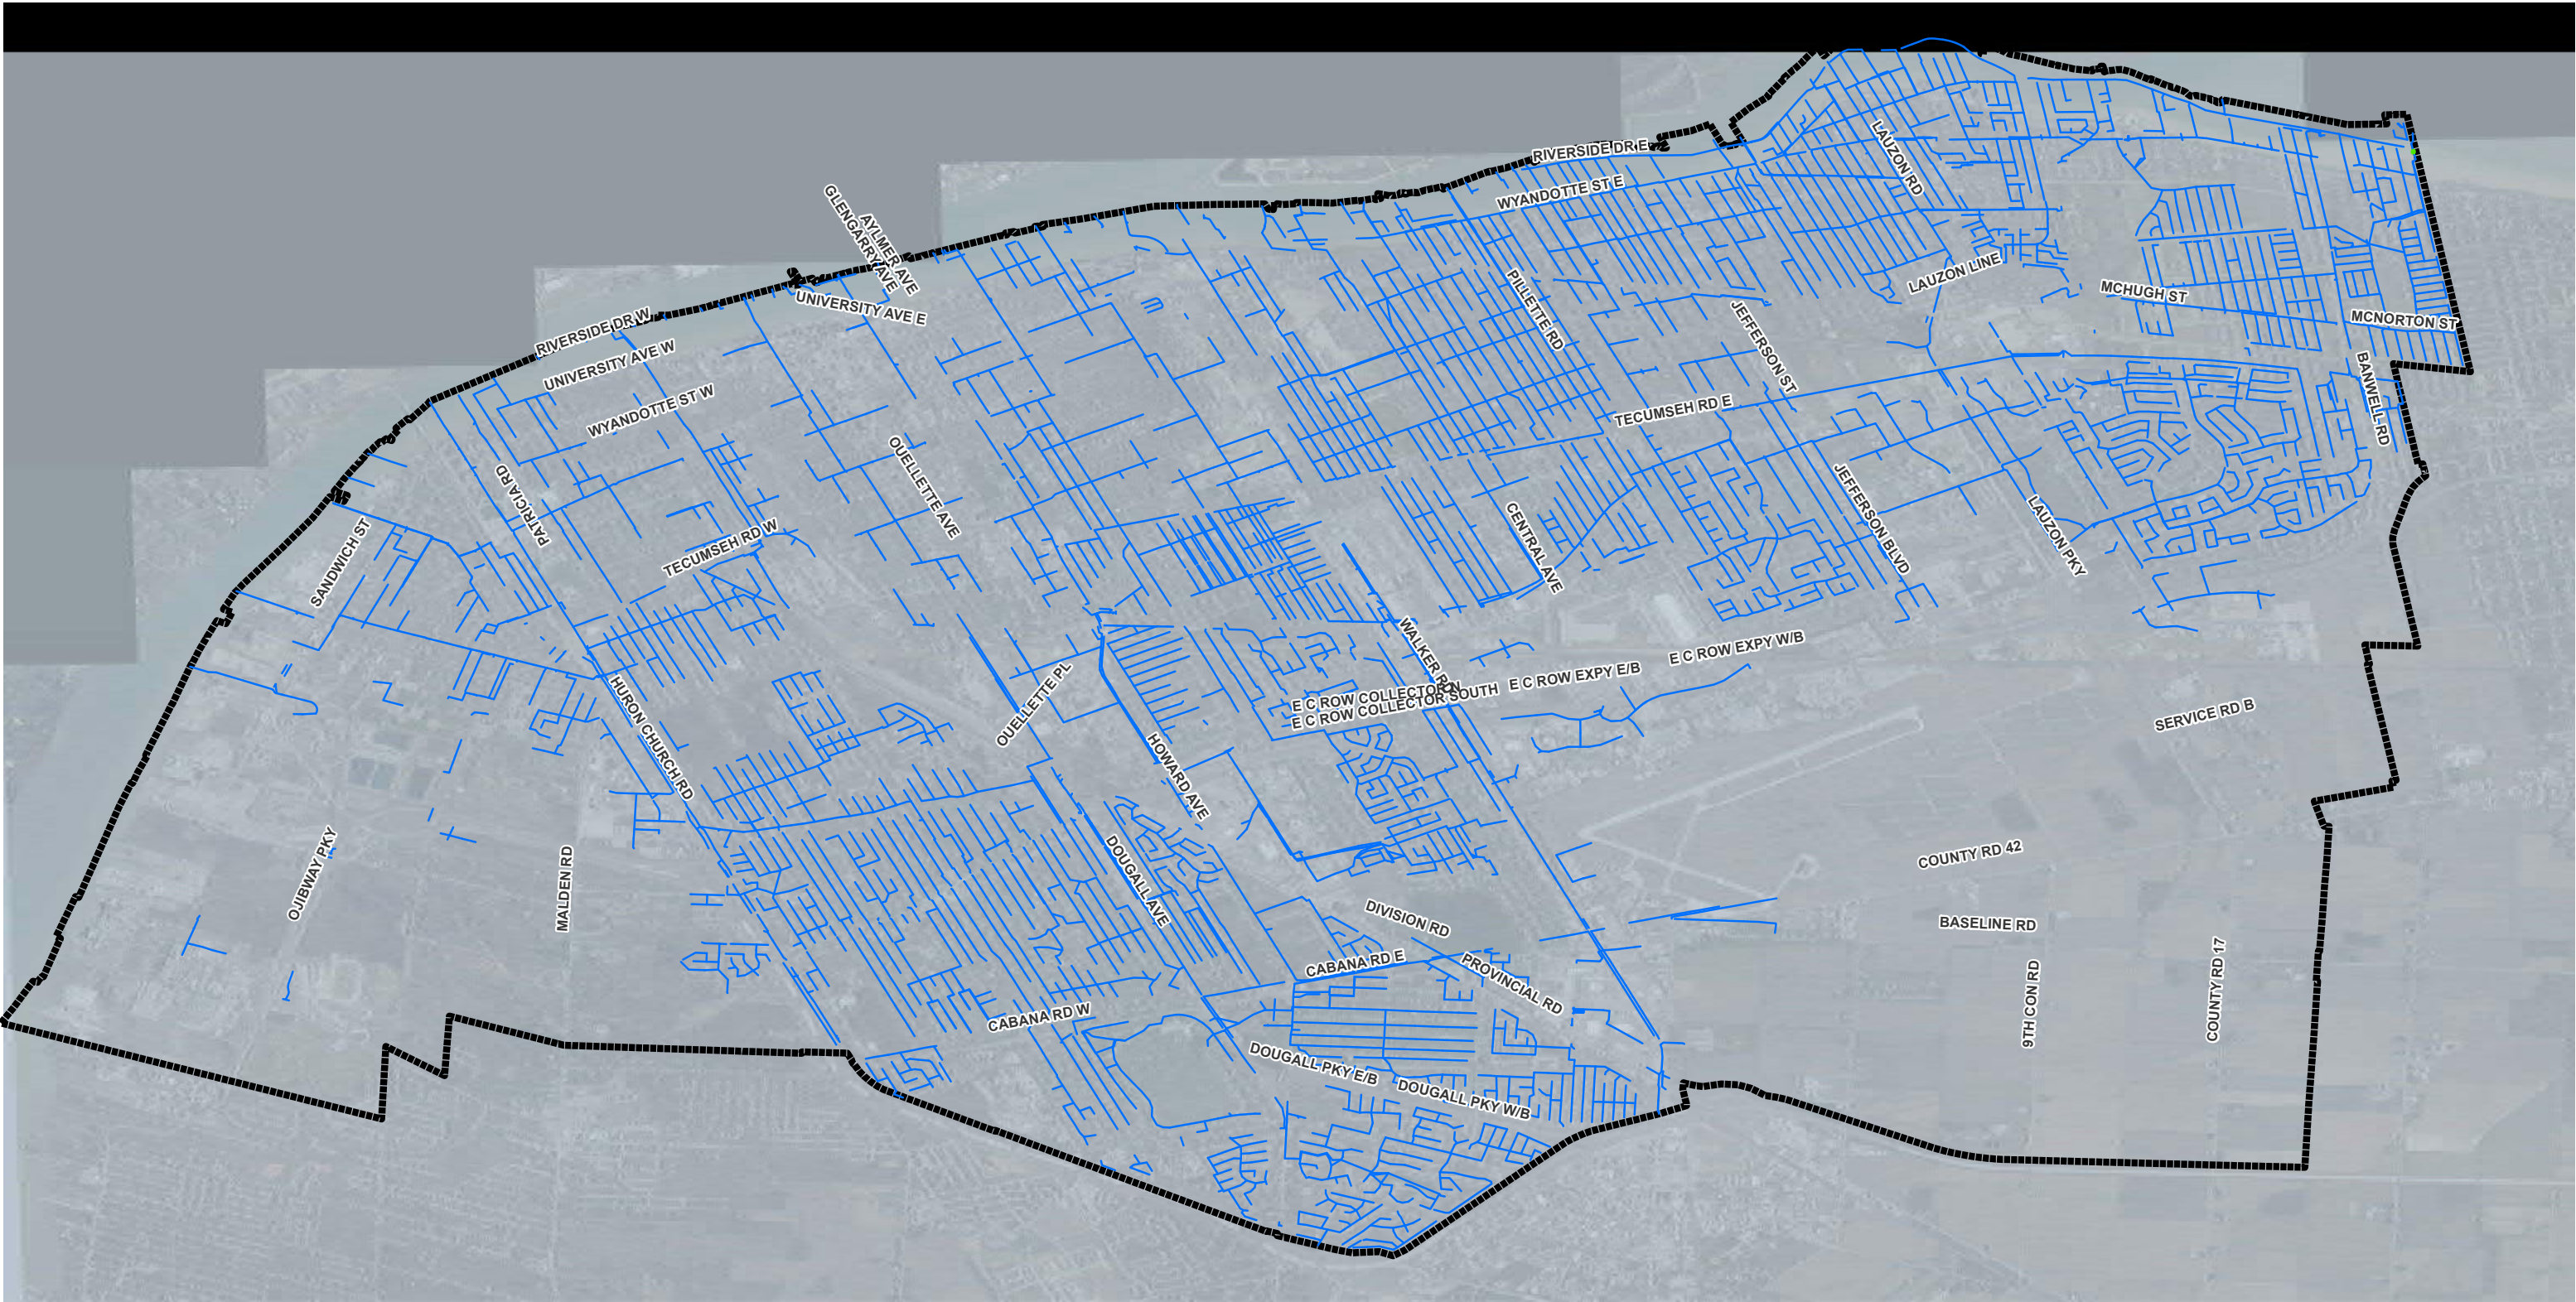 RIVERSIDE DR E
LAUZON RD
WYANDOTTE ST E
GLENGARRY AVE
AYLMER AVE
LAUZON LINE
MCHUGH ST
UNIVERSITY AVE E
PILLETTE RD
MCNORTON ST
RIVERSIDE DR W
JEFFERSON ST
UNIVERSITY AVE W
BANWELL RD
WYANDOTTE ST W
TECUMSEH RD E
OUELLETTE AVE
PATRICIA RD
JEFFERSON BLVD
LAUZON PKY
CENTRAL AVE
TECUMSEH RD W
SANDWICH ST
WALKER RD
E C ROW EXPY W/B
E C ROW EXPY E/B
E C ROW COLLECTOR N
E C ROW COLLECTOR SOUTH
OUELLETTE PL
SERVICE RD B
HURON CHURCH RD
HOWARD AVE
COUNTY RD 42
OJIBWAY PKY
MALDEN RD
DOUGALL AVE
DIVISION RD
BASELINE RD
CABANA RD E
PROVINCIAL RD
COUNTY RD 17
9TH CON RD
CABANA RD W
DOUGALL PKY E/B
DOUGALL PKY W/B